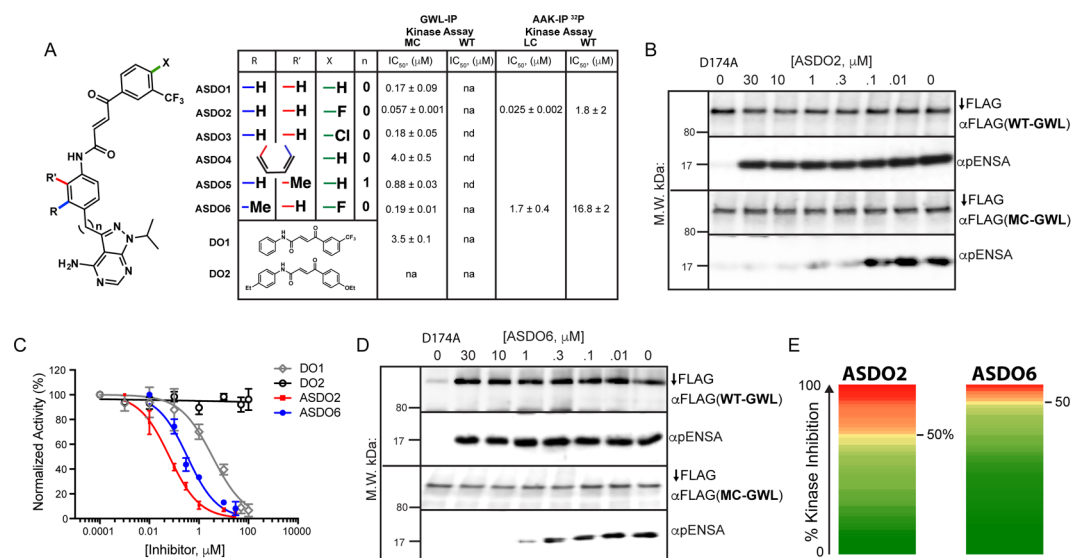 A
X
CF₃
O
O
NH
R'
R
n
N
N
H₂N
N
N
GWL-IP
Kinase Assay
MC WT
AAK-IP ³²P
Kinase Assay
LC WT
R R' X n IC₅₀, (μM) IC₅₀, (μM) IC₅₀, (μM) IC₅₀, (μM)
ASDO1 H H H 0 0.17 ± 0.09 na
ASDO2 H H F 0 0.057 ± 0.001 na 0.025 ± 0.002 1.8 ± 2
ASDO3 H H Cl 0 0.18 ± 0.05 nd
ASDO4 H 0 4.0 ± 0.5 nd
ASDO5 H Me H 1 0.88 ± 0.03 nd
ASDO6 Me H F 0 0.19 ± 0.01 na 1.7 ± 0.4 16.8 ± 2
DO1 H N O O CF₃ 3.5 ± 0.1 na
DO2 Et H N O O OEt na na
B
[ASDO2, μM]
D174A
0 30 10 1 .3 .1 .01 0
M.W. kDa:
80
17
80
17
↓FLAG
αFLAG(WT-GWL)
αpENSA
↓FLAG
αFLAG(MC-GWL)
αpENSA
C
Normalized Activity (%)
120
100
80
60
40
20
0
0.0001 0.01 1 100 10000
[Inhibitor, μM]
DO1
DO2
ASDO2
ASDO6
D
[ASDO6, μM]
D174A
0 30 10 1 .3 .1 .01 0
M.W. kDa:
80
17
80
17
↓FLAG
αFLAG(WT-GWL)
αpENSA
↓FLAG
αFLAG(MC-GWL)
αpENSA
E
ASDO2 ASDO6
% Kinase Inhibition
100
0
50%
50